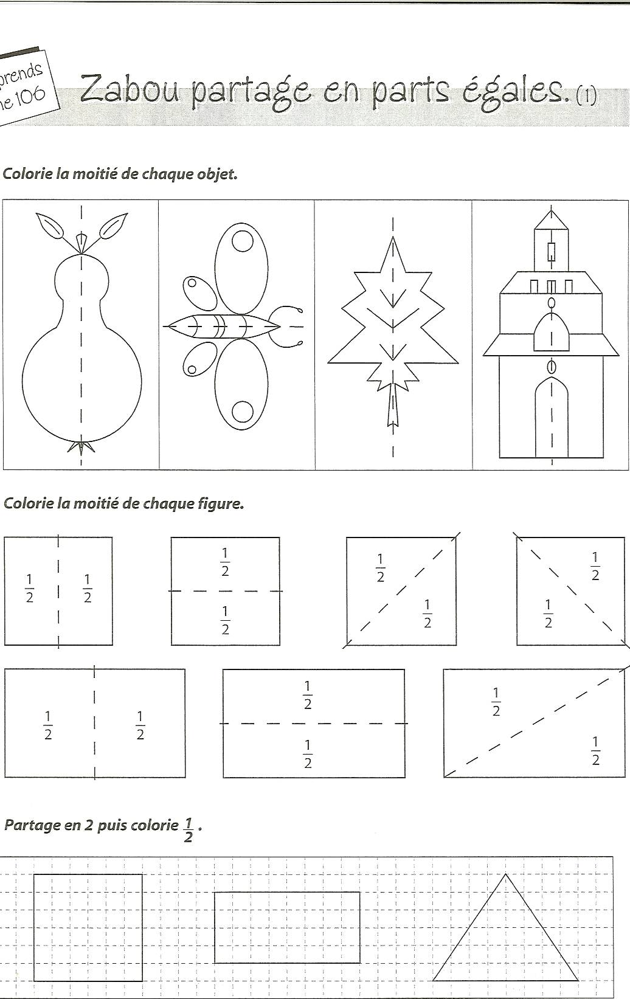 prends
106
Zabou partage en parts égales. (1)
Colorie la moitié de chaque objet.
Colorie la moitié de chaque figure.
1/2 1/2 1/2 1/2 1/2 1/2 1/2 1/2
1/2 1/2 1/2 1/2 1/2 1/2
Partage en 2 puis colorie 1/2 .